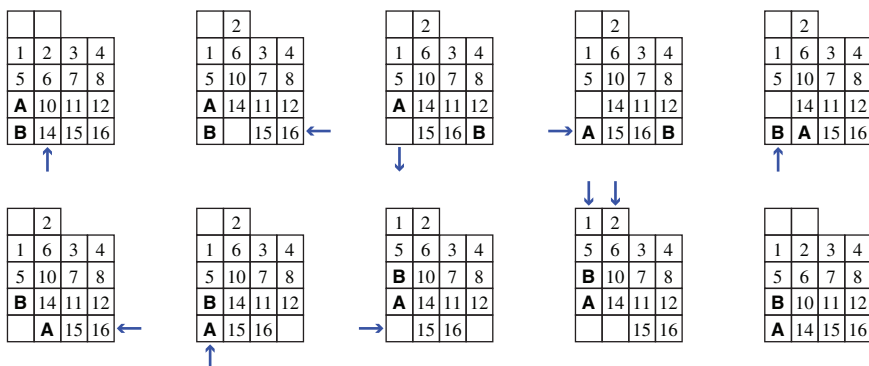 1 2 3 4
5 6 7 8
A 10 11 12
B 14 15 16
2
1 6 3 4
5 10 7 8
A 14 11 12
B 15 16
2
1 6 3 4
5 10 7 8
A 14 11 12
15 16 B
2
1 6 3 4
5 10 7 8
14 11 12
A 15 16 B
2
1 6 3 4
5 10 7 8
14 11 12
B A 15 16
2
1 6 3 4
5 10 7 8
B 14 11 12
A 15 16
2
1 6 3 4
5 10 7 8
B 14 11 12
A 15 16
1 2
5 6 3 4
B 10 7 8
A 14 11 12
15 16
1 2
5 6 3 4
B 10 7 8
A 14 11 12
15 16
1 2 3 4
5 6 7 8
B 10 11 12
A 14 15 16